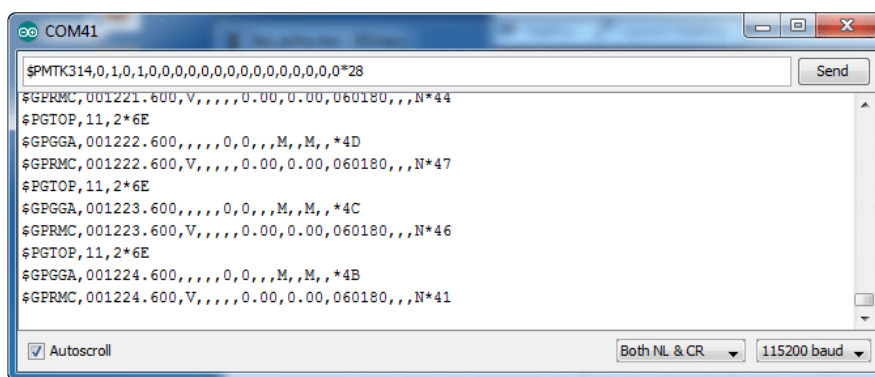 COM41
$PMTK314,0,1,0,1,0,0,0,0,0,0,0,0,0,0,0,0,0,0,0*28
Send
$GPRMC,001221.600,V,,,,,0.00,0.00,060180,,,N*44
$PGTOP,11,2*6E
$GPGGA,001222.600,,,,,0,0,,,M,,M,,*4D
$GPRMC,001222.600,V,,,,,0.00,0.00,060180,,,N*47
$PGTOP,11,2*6E
$GPGGA,001223.600,,,,,0,0,,,M,,M,,*4C
$GPRMC,001223.600,V,,,,,0.00,0.00,060180,,,N*46
$PGTOP,11,2*6E
$GPGGA,001224.600,,,,,0,0,,,M,,M,,*4B
$GPRMC,001224.600,V,,,,,0.00,0.00,060180,,,N*41
Autoscroll
Both NL & CR
115200 baud